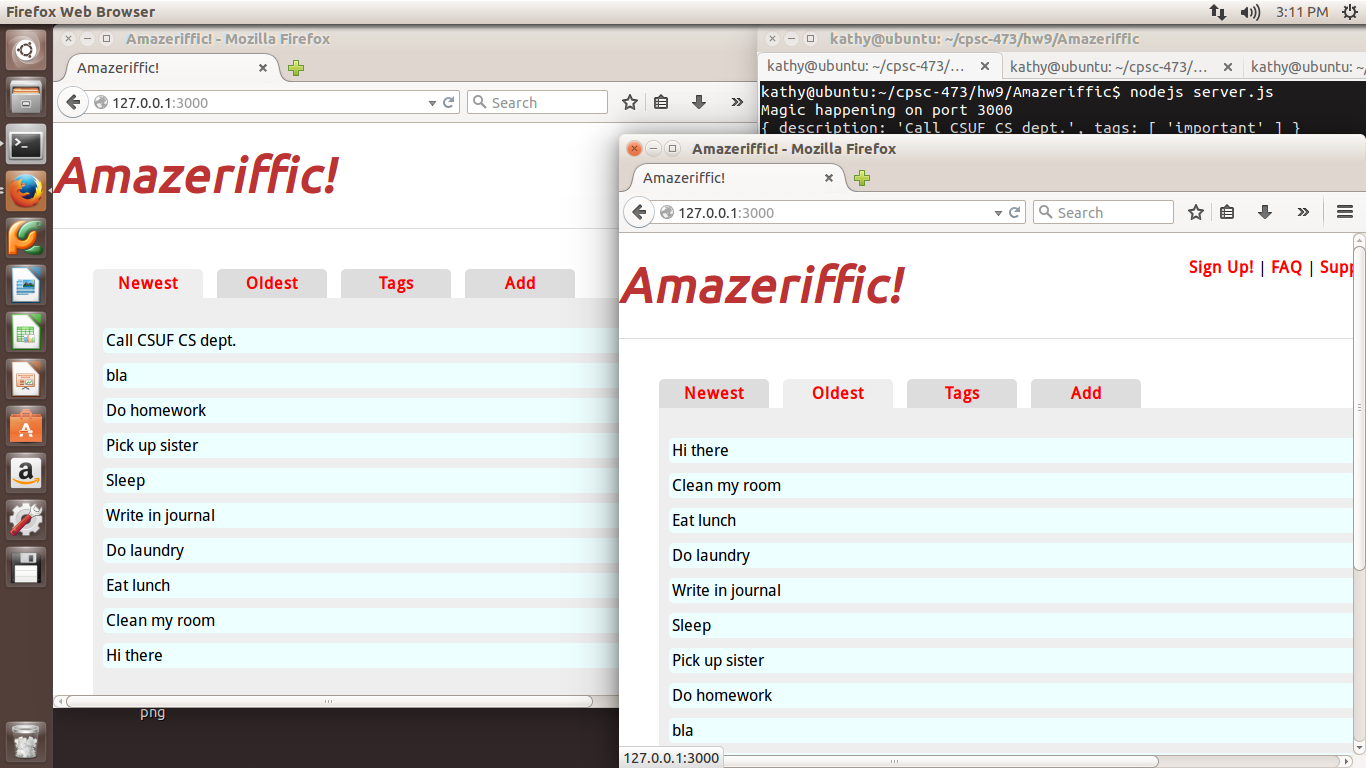 Firefox Web Browser
3:11 PM
Amazeriffic! - Mozilla Firefox
Amazeriffic!
127.0.0.1:3000
Search
Amazeriffic!
Newest Oldest Tags Add
Call CSUF CS dept.
bla
Do homework
Pick up sister
Sleep
Write in journal
Do laundry
Eat lunch
Clean my room
Hi there
png
kathy@ubuntu: ~/cpsc-473/hw9/Amazeriffic
kathy@ubuntu: ~/cpsc-473/... kathy@ubuntu: ~/cpsc-473/... kathy@ubuntu: ~/cpsc-473/
kathy@ubuntu:~/cpsc-473/hw9/Amazeriffic$ nodejs server.js
Magic happening on port 3000
{ description: 'Call CSUF CS dept.', tags: [ 'important' ] }
Amazeriffic! - Mozilla Firefox
Amazeriffic!
127.0.0.1:3000
Search
Sign Up! | FAQ | Supp
Amazeriffic!
Newest Oldest Tags Add
Hi there
Clean my room
Eat lunch
Do laundry
Write in journal
Sleep
Pick up sister
Do homework
bla
127.0.0.1:3000